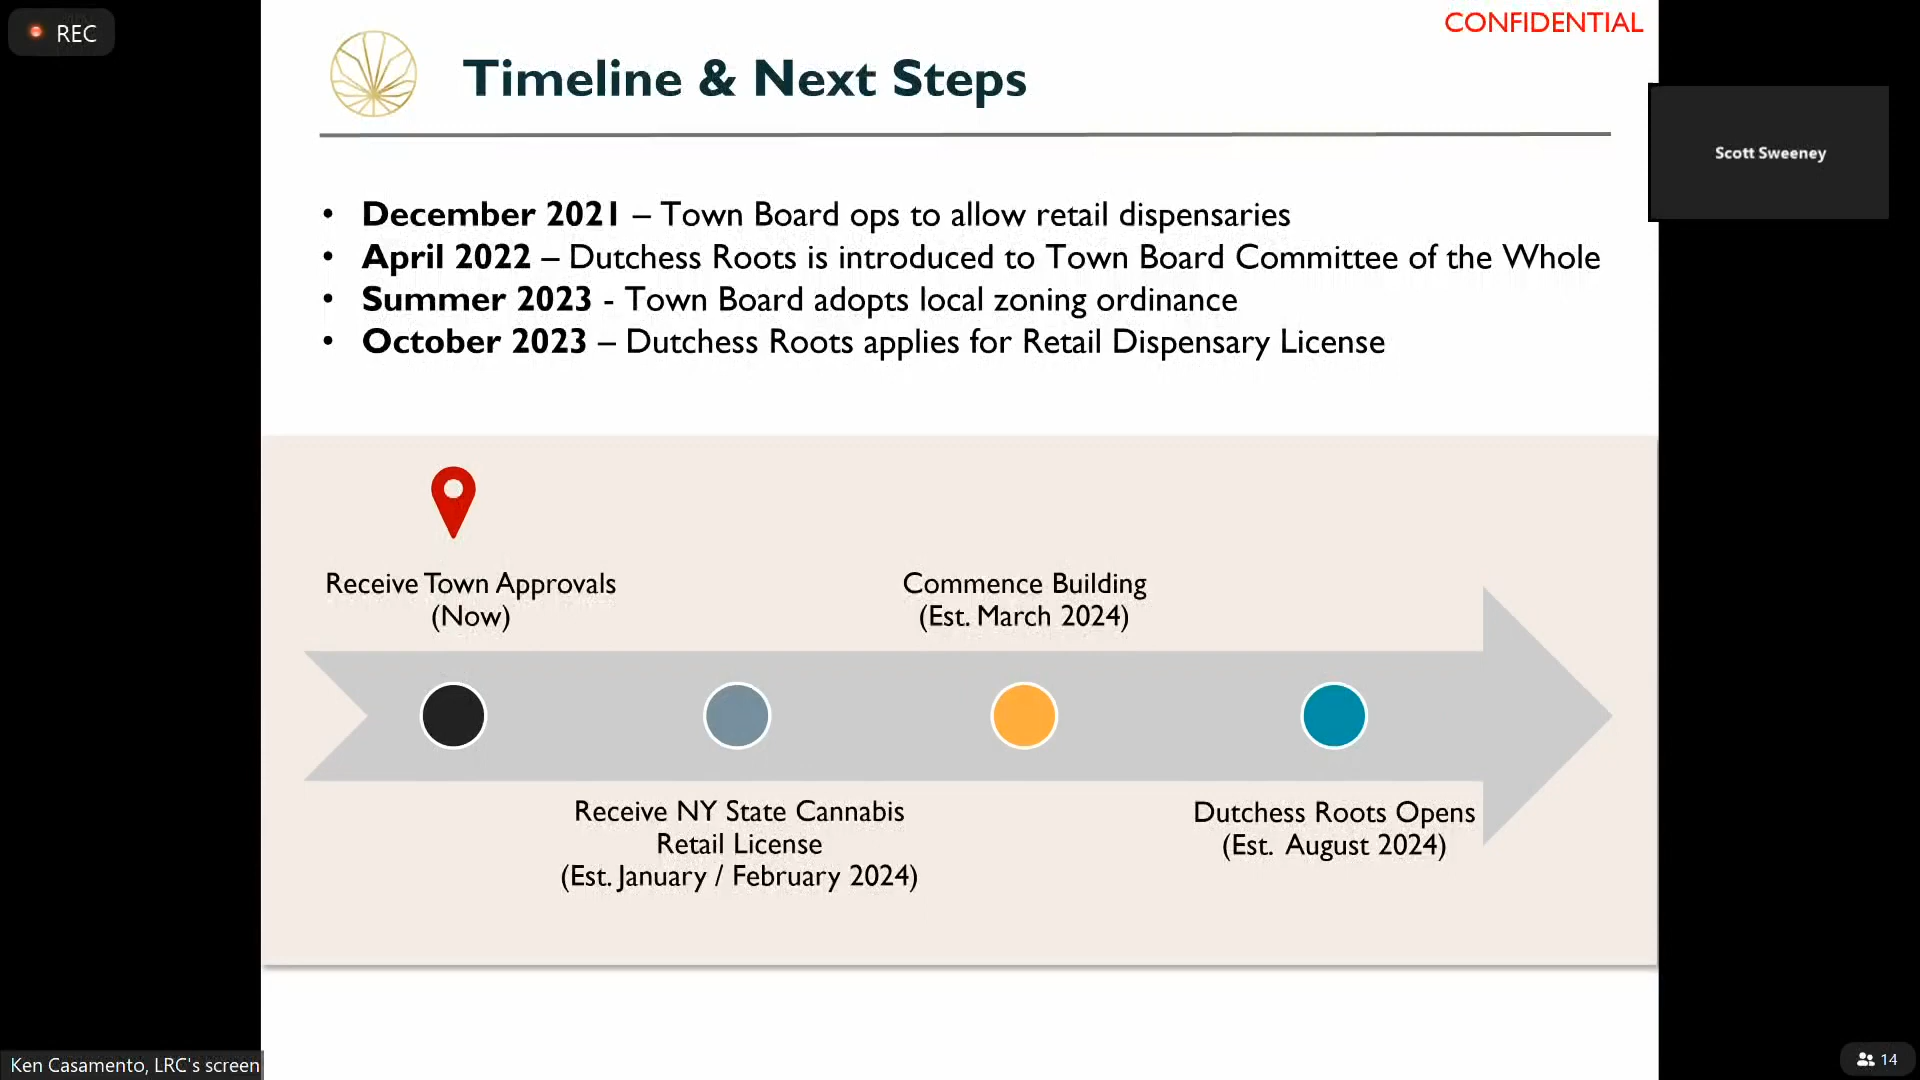 REC
CONFIDENTIAL
Timeline & Next Steps
Scott Sweeney
• December 2021 – Town Board ops to allow retail dispensaries
• April 2022 – Dutchess Roots is introduced to Town Board Committee of the Whole
• Summer 2023 - Town Board adopts local zoning ordinance
• October 2023 – Dutchess Roots applies for Retail Dispensary License
Receive Town Approvals
(Now)
Commence Building
(Est. March 2024)
Receive NY State Cannabis
Retail License
(Est. January / February 2024)
Dutchess Roots Opens
(Est. August 2024)
Ken Casamento, LRC's screen
14